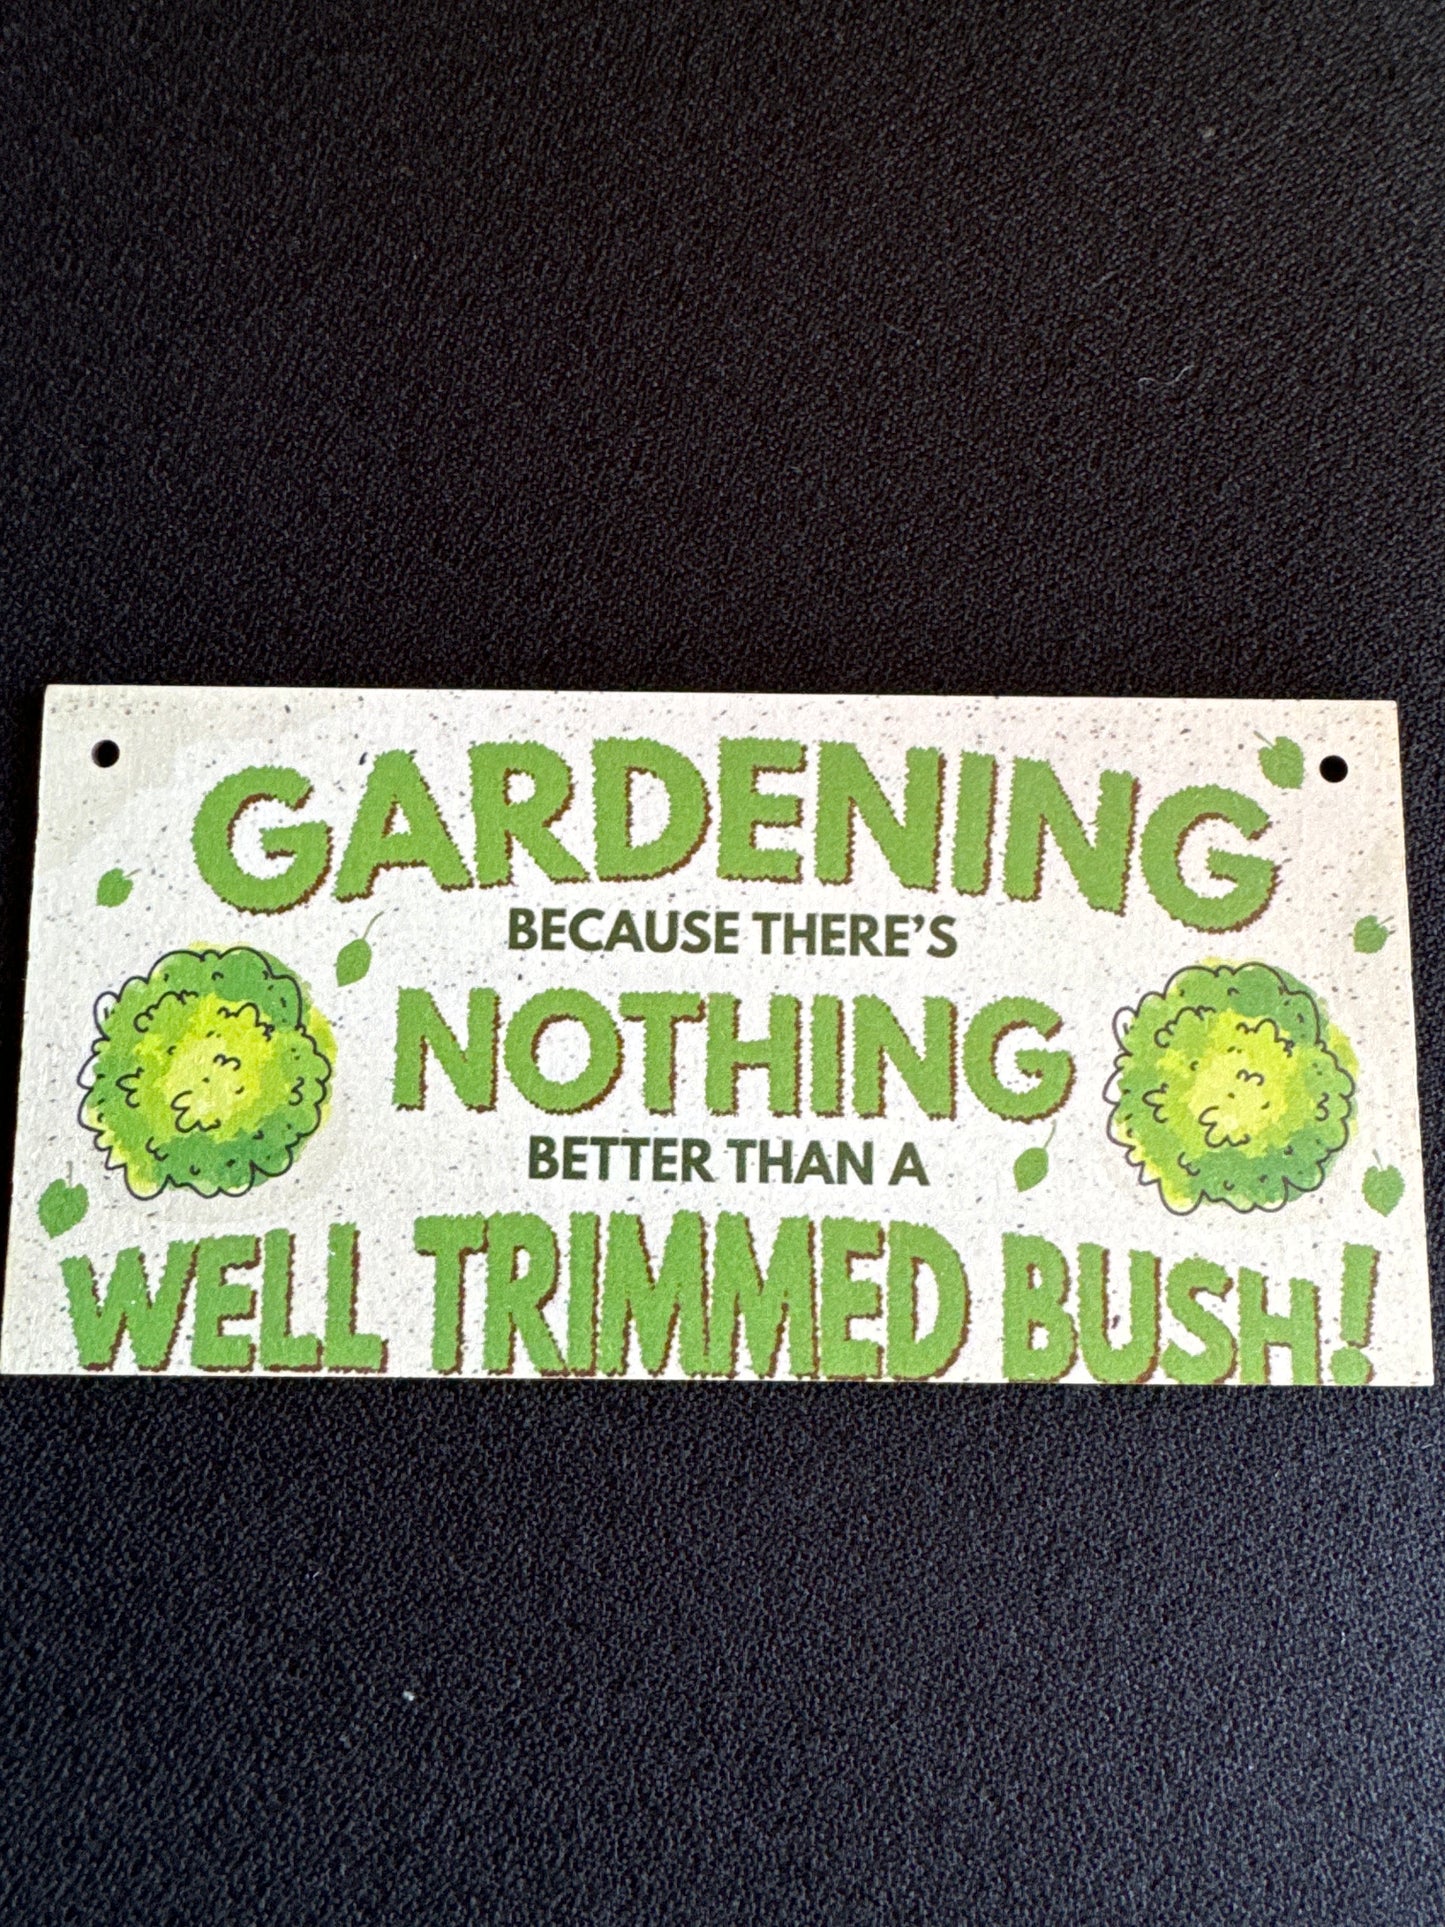 GARDENING
BECAUSE THERE'S
NOTHING
BETTER THAN A
WELL TRIMMED BUSH!